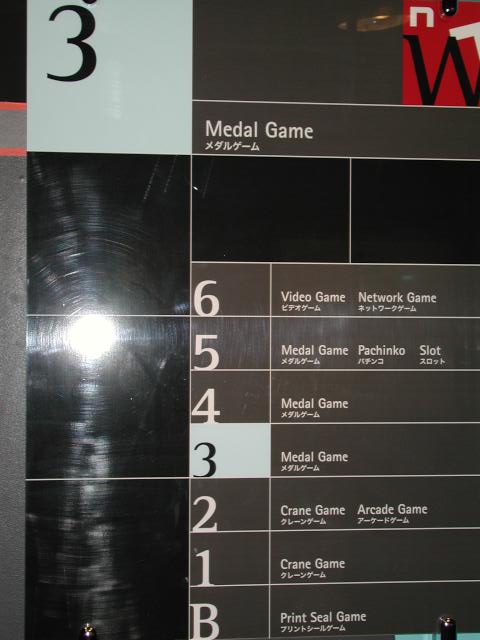 3
n
W
Medal Game
メダルゲーム
6 Video Game Network Game
ビデオゲーム ネットワークゲーム
5 Medal Game Pachinko Slot
メダルゲーム パチンコ スロット
4 Medal Game
メダルゲーム
3 Medal Game
メダルゲーム
2 Crane Game Arcade Game
クレーンゲーム アーケードゲーム
1 Crane Game
クレーンゲーム
B Print Seal Game
プリントシールゲーム